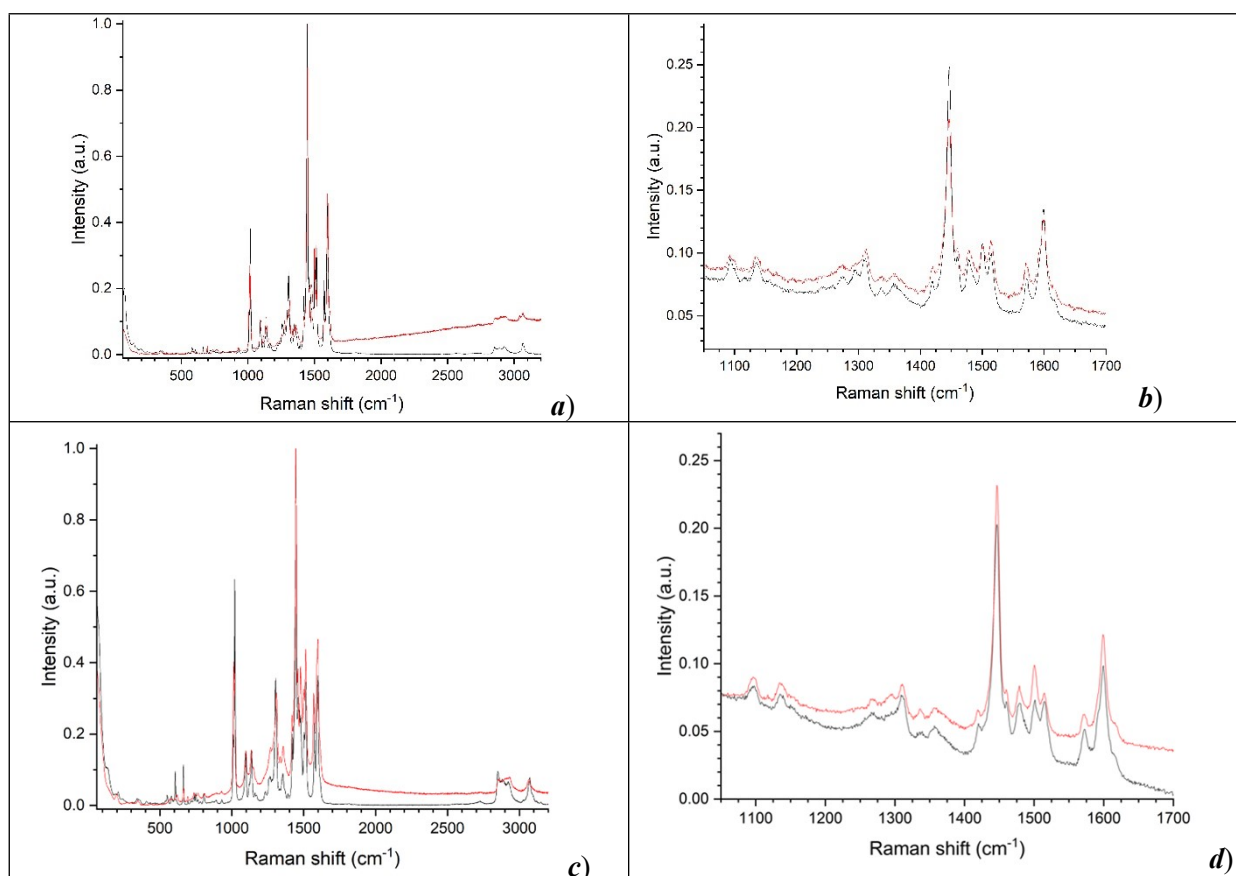 1.0
0.8
0.6
0.4
0.2
0.0
Intensity (a.u.)
500 1000 1500 2000 2500 3000
Raman shift (cm⁻¹)
a)
0.25
0.20
0.15
0.10
0.05
Intensity (a.u.)
1100 1200 1300 1400 1500 1600 1700
Raman shift (cm⁻¹)
b)
1.0
0.8
0.6
0.4
0.2
0.0
Intensity (a.u.)
500 1000 1500 2000 2500 3000
Raman shift (cm⁻¹)
c)
0.25
0.20
0.15
0.10
0.05
0.00
Intensity (a.u.)
1100 1200 1300 1400 1500 1600 1700
Raman shift (cm⁻¹)
d)